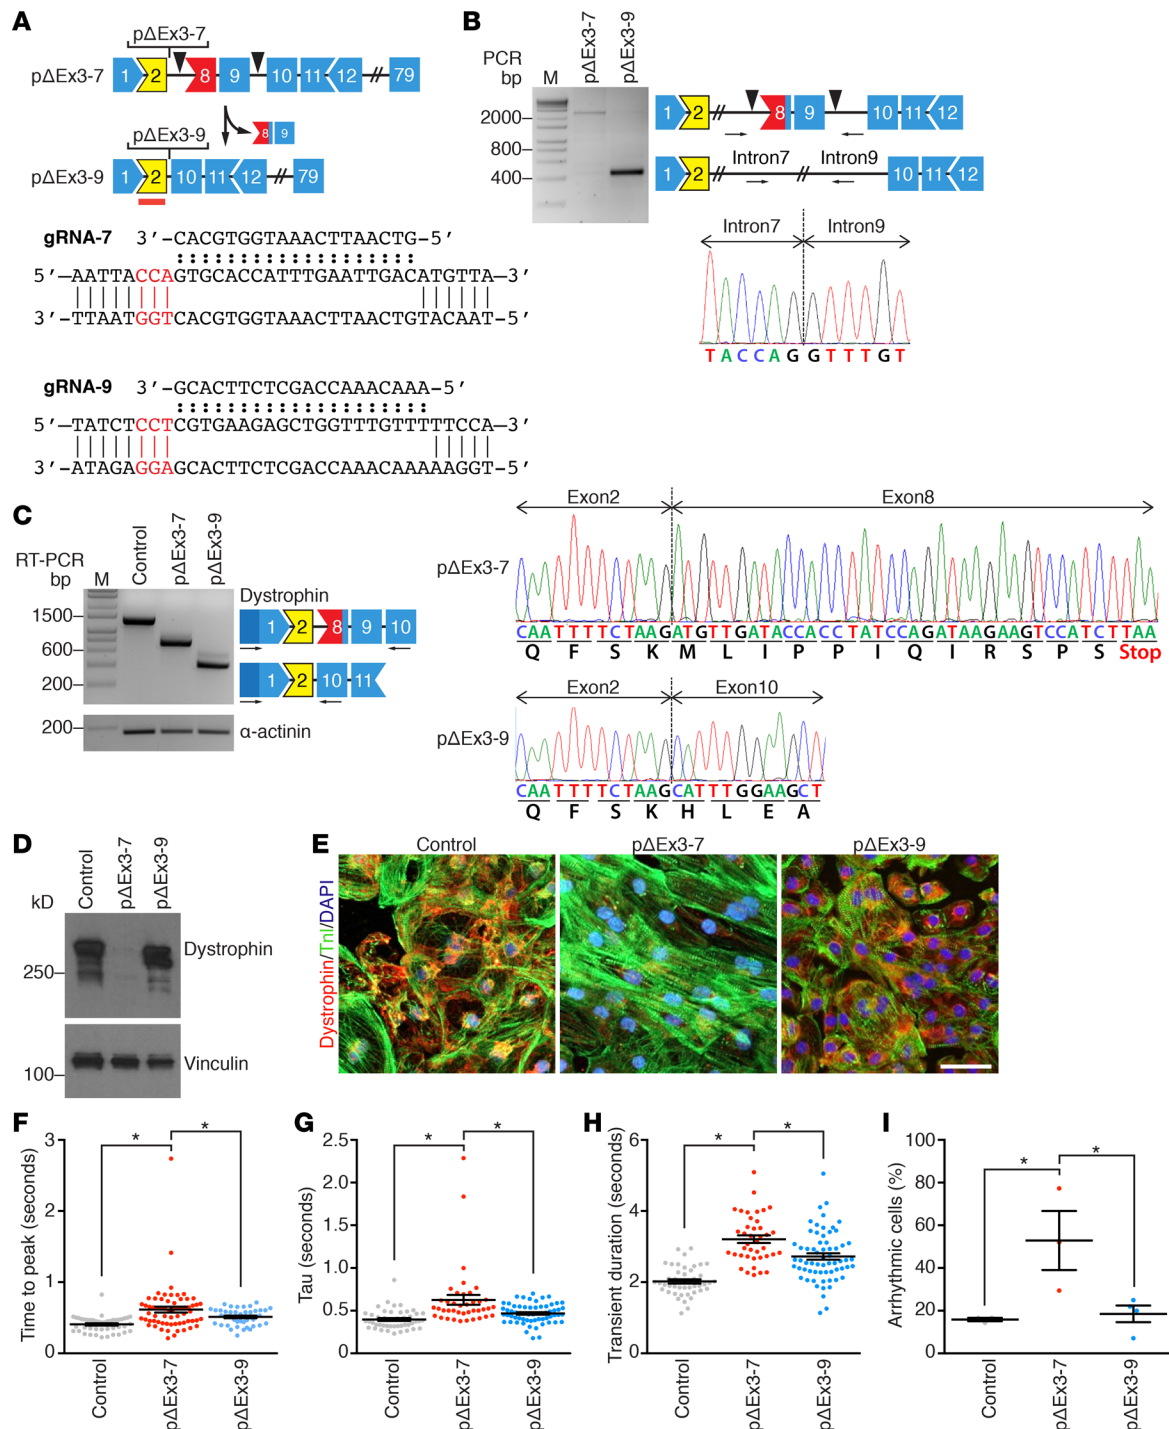 A
pΔEx3-7
pΔEx3-7
1 2 8 9 10 11 12 79
8 9
pΔEx3-9
pΔEx3-9
1 2 10 11 12 79
gRNA-7 3′-CACGTGGTAAACTTAACTG-5′
5′-AATTACCAGTGCACCATTTGAATTGACATGTTA-3′
3′-TTAATGGTCACGTGGTAAACTTAACTGTACAAT-5′
gRNA-9 3′-GCACTTCTCGACCAAACAAA-5′
5′-TATCTCCTCGTGAAGAGCTGGTTTGTTTTTCCA-3′
3′-ATAGAGGAGCACTTCTCGACCAAACAAAAAGGT-5′
B
PCR
bp
M
pΔEx3-7
pΔEx3-9
2000
800
400
1 2 8 9 10 11 12
Intron7 Intron9
1 2 10 11 12
Intron7 Intron9
TACCAGGTTTGT
C
RT-PCR
bp
M
Control
pΔEx3-7
pΔEx3-9
1500
600
200
200
Dystrophin
1 2 8 9 10
1 2 10 11
α-actinin
Exon2 Exon8
pΔEx3-7
CAATTTTCTAAGATGTTGATACCACCTATCCAGATAAGAAGTCCATCTTAA
Q F S K M L I P P I Q I R S P S Stop
Exon2 Exon10
pΔEx3-9
CAATTTTCTAAGCATTTGGAAGCT
Q F S K H L E A
D
kD
Control
pΔEx3-7
pΔEx3-9
250
Dystrophin
100
Vinculin
E
Control pΔEx3-7 pΔEx3-9
Dystrophin/TnI/DAPI
F
Time to peak (seconds)
3
2
1
0
*
*
Control
pΔEx3-7
pΔEx3-9
G
Tau (seconds)
2.5
2.0
1.5
1.0
0.5
0
*
*
Control
pΔEx3-7
pΔEx3-9
H
Transient duration (seconds)
6
4
2
0
*
*
Control
pΔEx3-7
pΔEx3-9
I
Arrhythmic cells (%)
100
80
60
40
20
0
*
*
Control
pΔEx3-7
pΔEx3-9